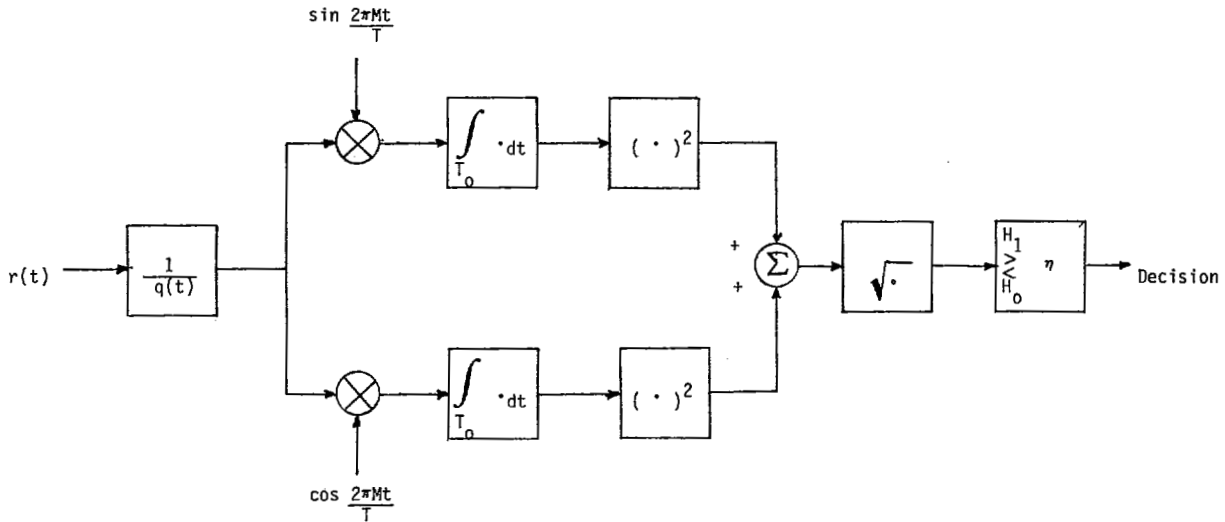 sin 2πMt/T
∫ T₀ ·dt
( · )²
r(t)
1/q(t)
+
+
Σ
√·
H₁ ≷ H₀ η
Decision
∫ T₀ ·dt
( · )²
cos 2πMt/T